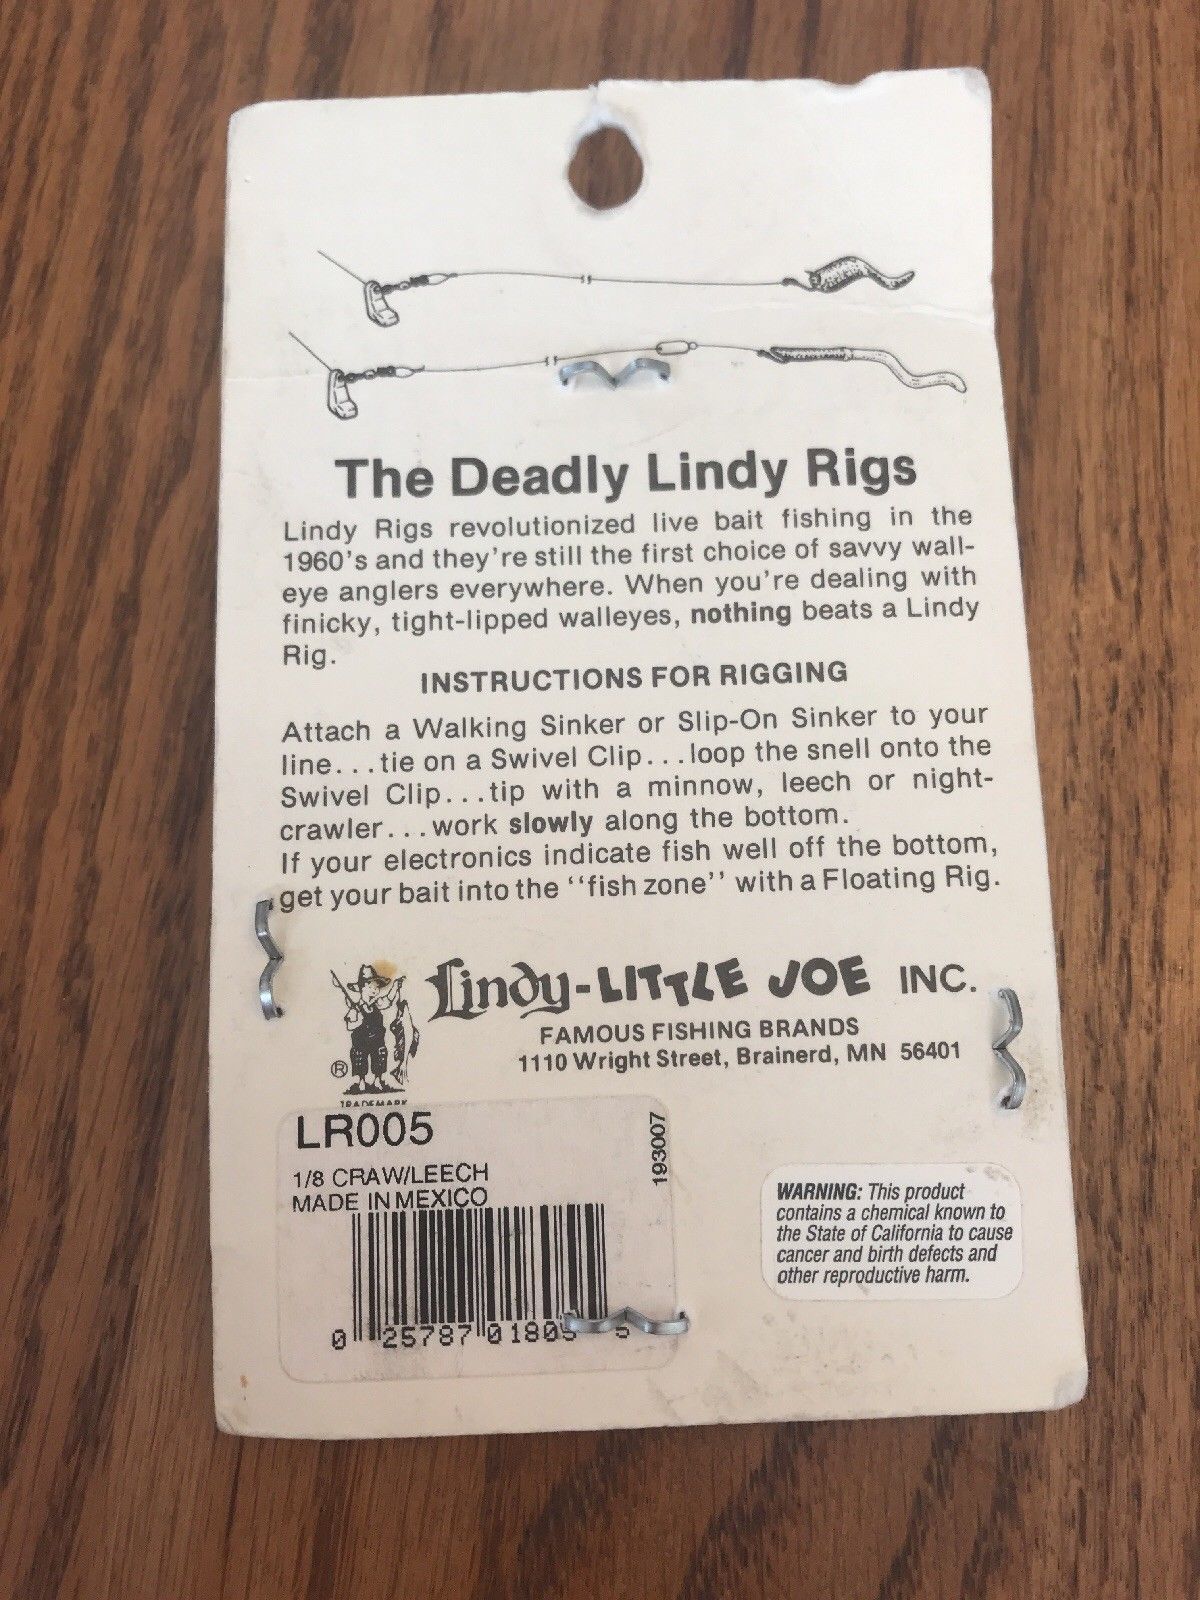 The Deadly Lindy Rigs
Lindy Rigs revolutionized live bait fishing in the
1960's and they're still the first choice of savvy wall-
eye anglers everywhere. When you're dealing with
finicky, tight-lipped walleyes, nothing beats a Lindy
Rig.
INSTRUCTIONS FOR RIGGING
Attach a Walking Sinker or Slip-On Sinker to your
line...tie on a Swivel Clip...loop the snell onto the
Swivel Clip...tip with a minnow, leech or night-
crawler...work slowly along the bottom.
If your electronics indicate fish well off the bottom,
get your bait into the "fish zone" with a Floating Rig.
Lindy-LITTLE JOE INC.
FAMOUS FISHING BRANDS
1110 Wright Street, Brainerd, MN 56401
®
TRADEMARK
LR005
193007
1/8 CRAW/LEECH
MADE IN MEXICO
0 25787 01805 5
WARNING: This product
contains a chemical known to
the State of California to cause
cancer and birth defects and
other reproductive harm.